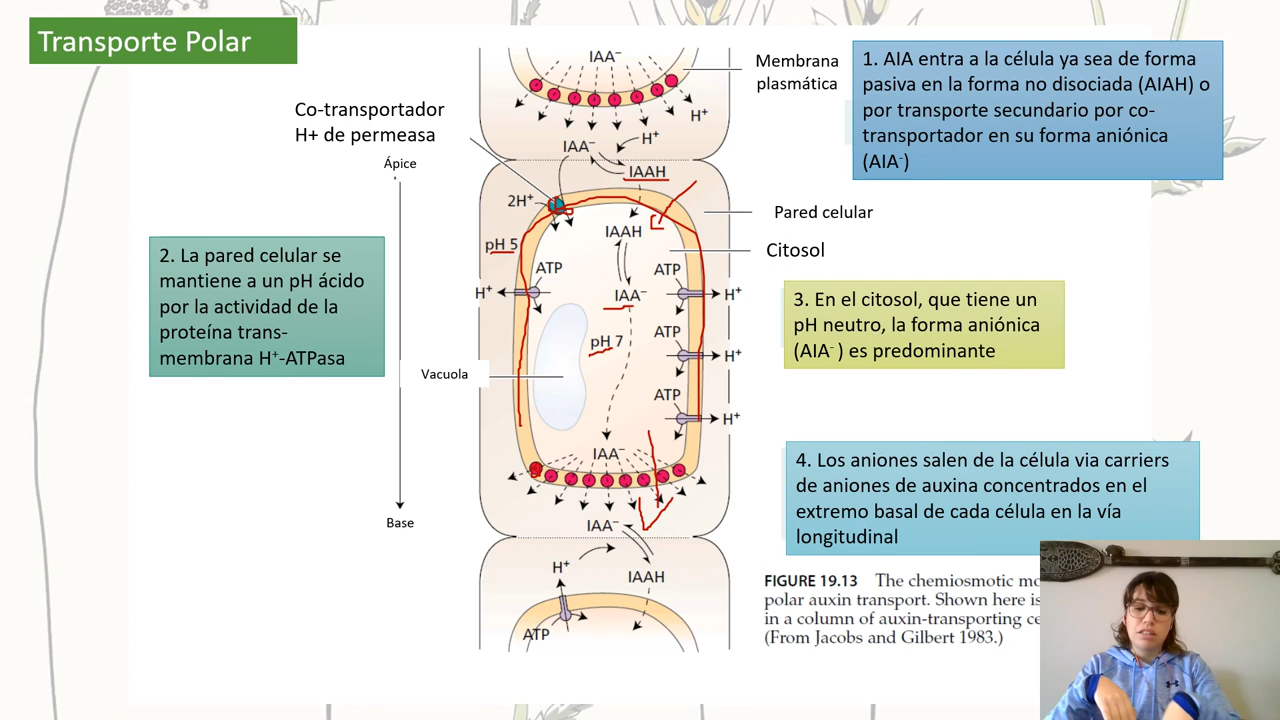 Transporte Polar
Co-transportador
H+ de permeasa
Ápice
Base
2. La pared celular se
mantiene a un pH ácido
por la actividad de la
proteína trans-
membrana H⁺-ATPasa
Vacuola
IAA⁻
H⁺
H⁺
IAA⁻
IAAH
2H⁺
IAAH
pH 5
ATP
ATP
H⁺
IAA⁻
H⁺
ATP
pH 7
H⁺
ATP
H⁺
IAA⁻
IAA⁻
H⁺
IAAH
ATP
Membrana
plasmática
1. AIA entra a la célula ya sea de forma
pasiva en la forma no disociada (AIAH) o
por transporte secundario por co-
transportador en su forma aniónica
(AIA⁻)
Pared celular
Citosol
3. En el citosol, que tiene un
pH neutro, la forma aniónica
(AIA⁻ ) es predominante
4. Los aniones salen de la célula via carriers
de aniones de auxina concentrados en el
extremo basal de cada célula en la vía
longitudinal
FIGURE 19.13 The chemiosmotic
polar auxin transport. Shown here is
in a column of auxin-transporting
(From Jacobs and Gilbert 1983.)